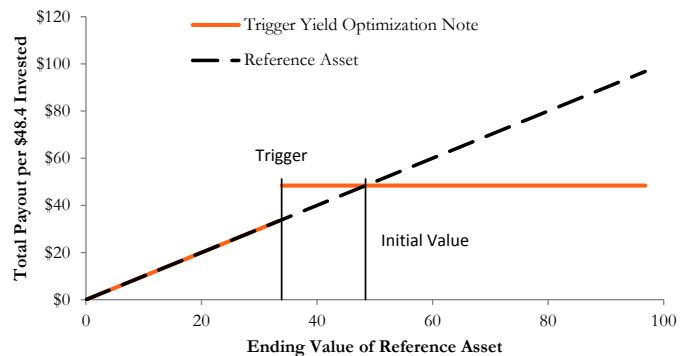 $120
Trigger Yield Optimization Note
$100
Reference Asset
$80
Trigger
$60
$40
Initial Value
$20
$0
0 20 40 60 80 100
Ending Value of Reference Asset
Total Payout per $48.4 Invested